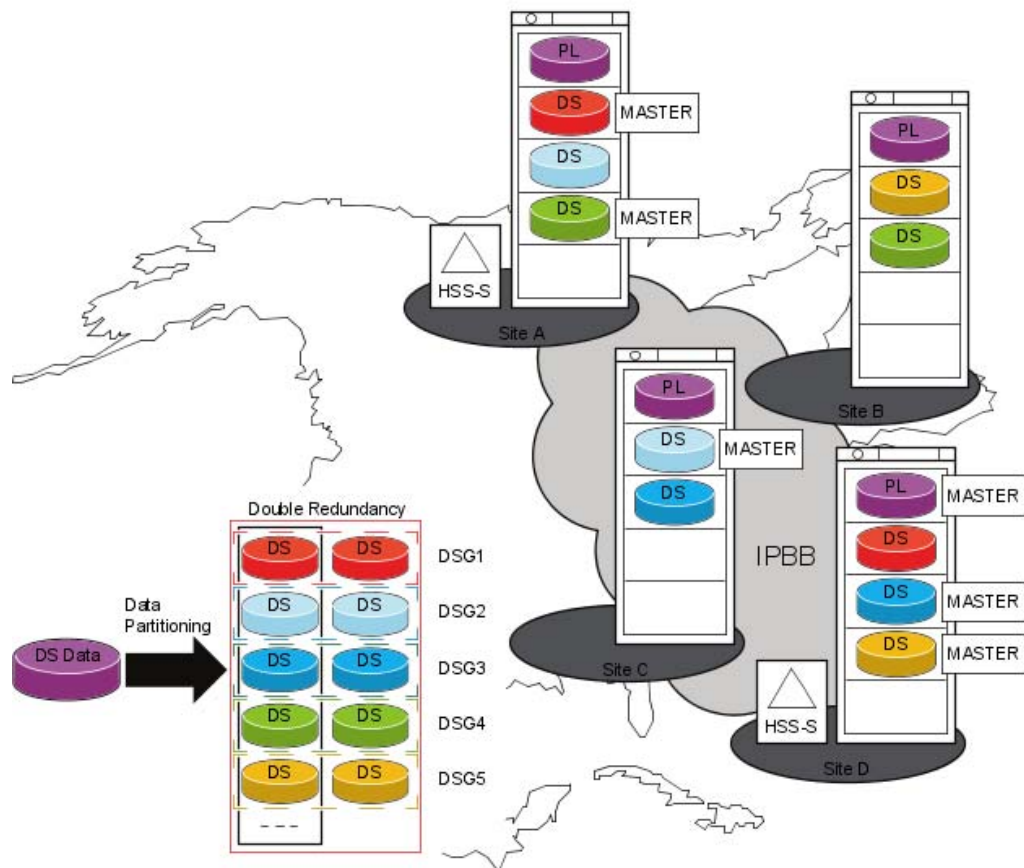 PL
DS
MASTER
DS
DS
MASTER
HSS-S
Site A
PL
DS
DS
Site B
PL
DS
MASTER
DS
Site C
IPBB
PL
MASTER
DS
DS
MASTER
DS
MASTER
HSS-S
Site D
Double Redundancy
DS
DS
DSG1
DS
DS
DSG2
DS
DS
DSG3
DS
DS
DSG4
DS
DS
DSG5
Data
Partitioning
DS Data